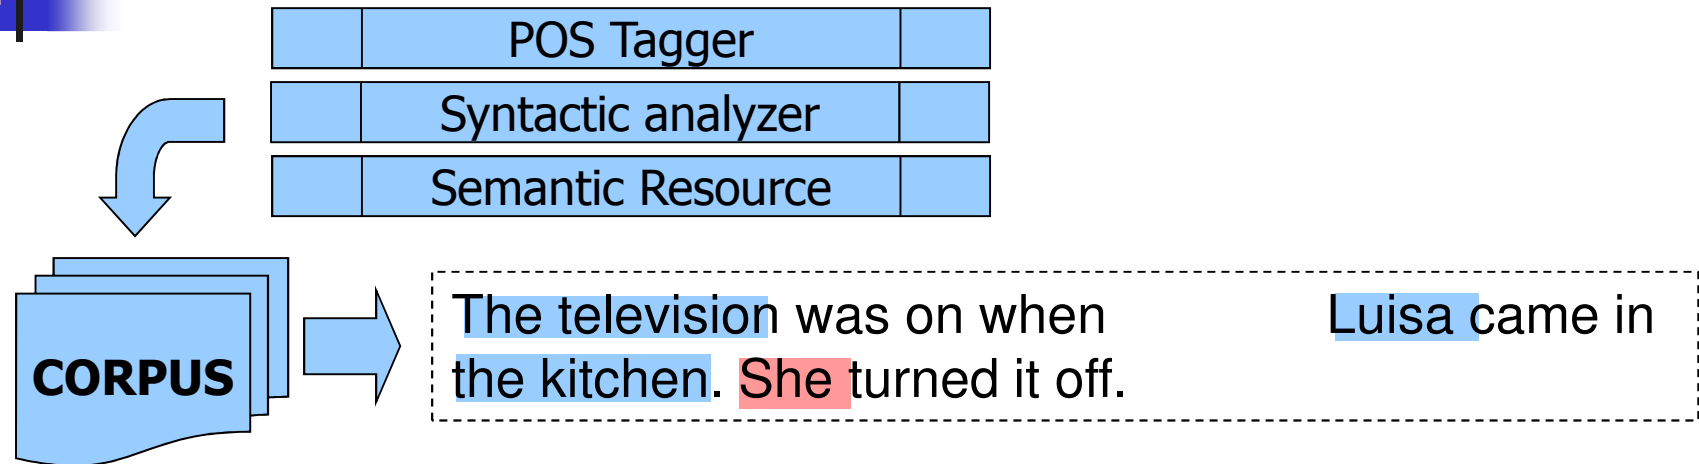 POS Tagger
Syntactic analyzer
Semantic Resource
CORPUS
The television was on when Luisa came in
the kitchen. She turned it off.